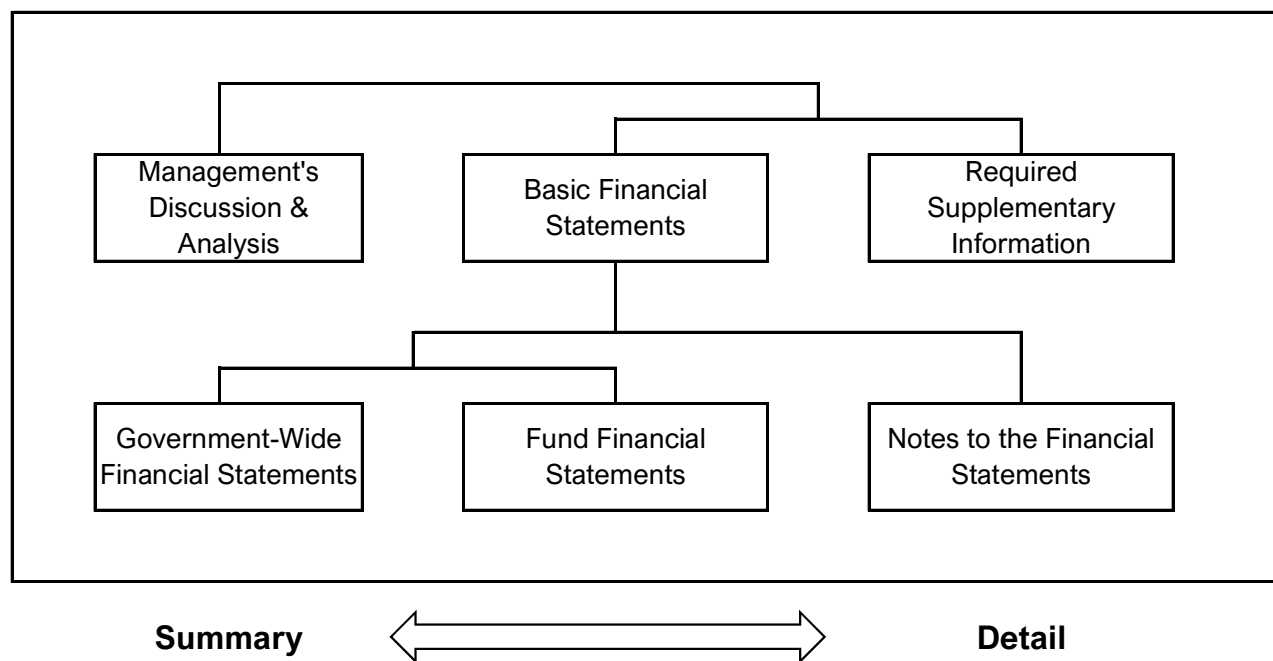 Management's
Discussion &
Analysis
Basic Financial
Statements
Required
Supplementary
Information
Government-Wide
Financial Statements
Fund Financial
Statements
Notes to the Financial
Statements
Summary
Detail